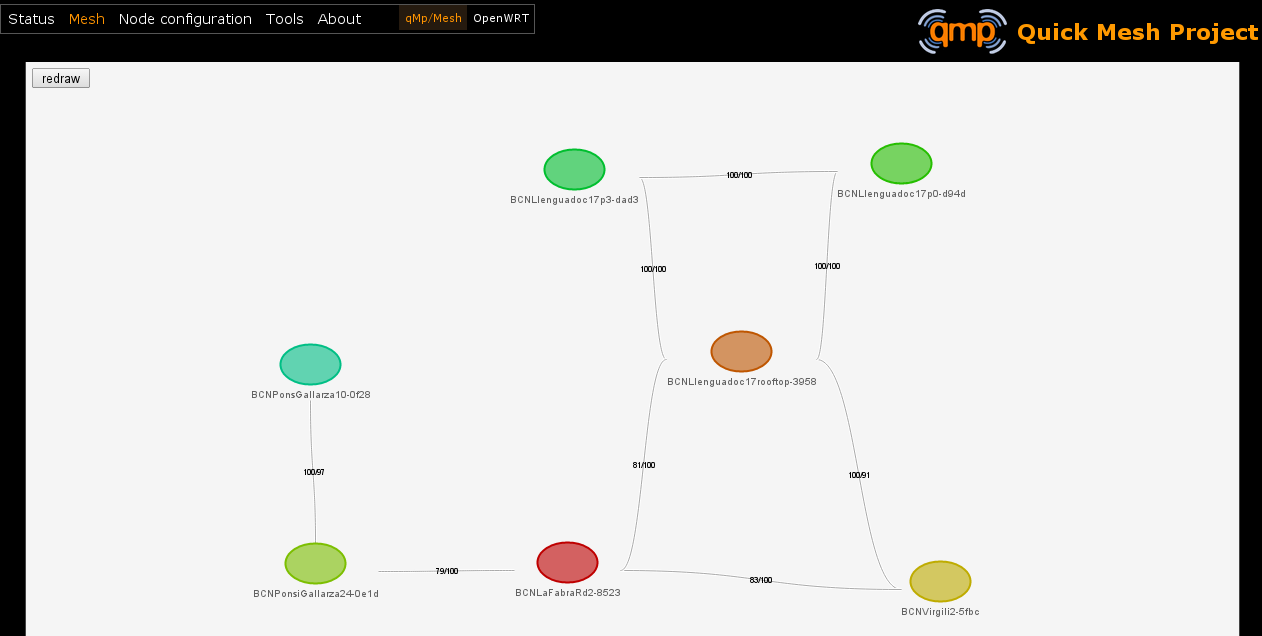 Status Mesh Node configuration Tools About qMp/Mesh OpenWRT
qmp Quick Mesh Project
redraw
BCNLlenguadoc17p3-dad3
100/100
BCNLlenguadoc17p0-d94d
100/100
100/100
BCNLlenguadoc17rooftop-3958
BCNPonsGallarza10-0f28
100/97
81/100
100/91
BCNPonsiGallarza24-0e1d
79/100
BCNLaFabraRd2-8523
83/100
BCNVirgili2-5fbc